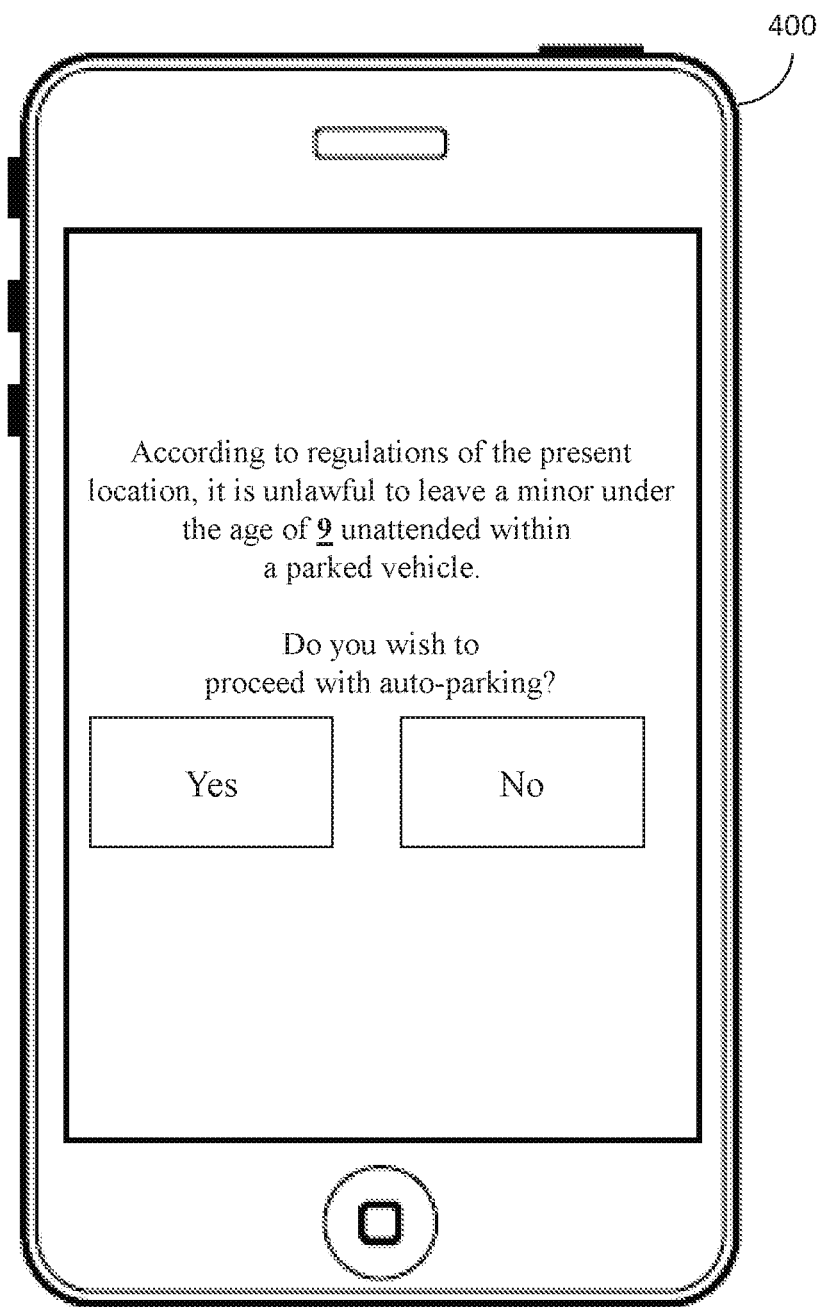 400
According to regulations of the present
location, it is unlawful to leave a minor under
the age of 9 unattended within
a parked vehicle.
Do you wish to
proceed with auto-parking?
Yes
No